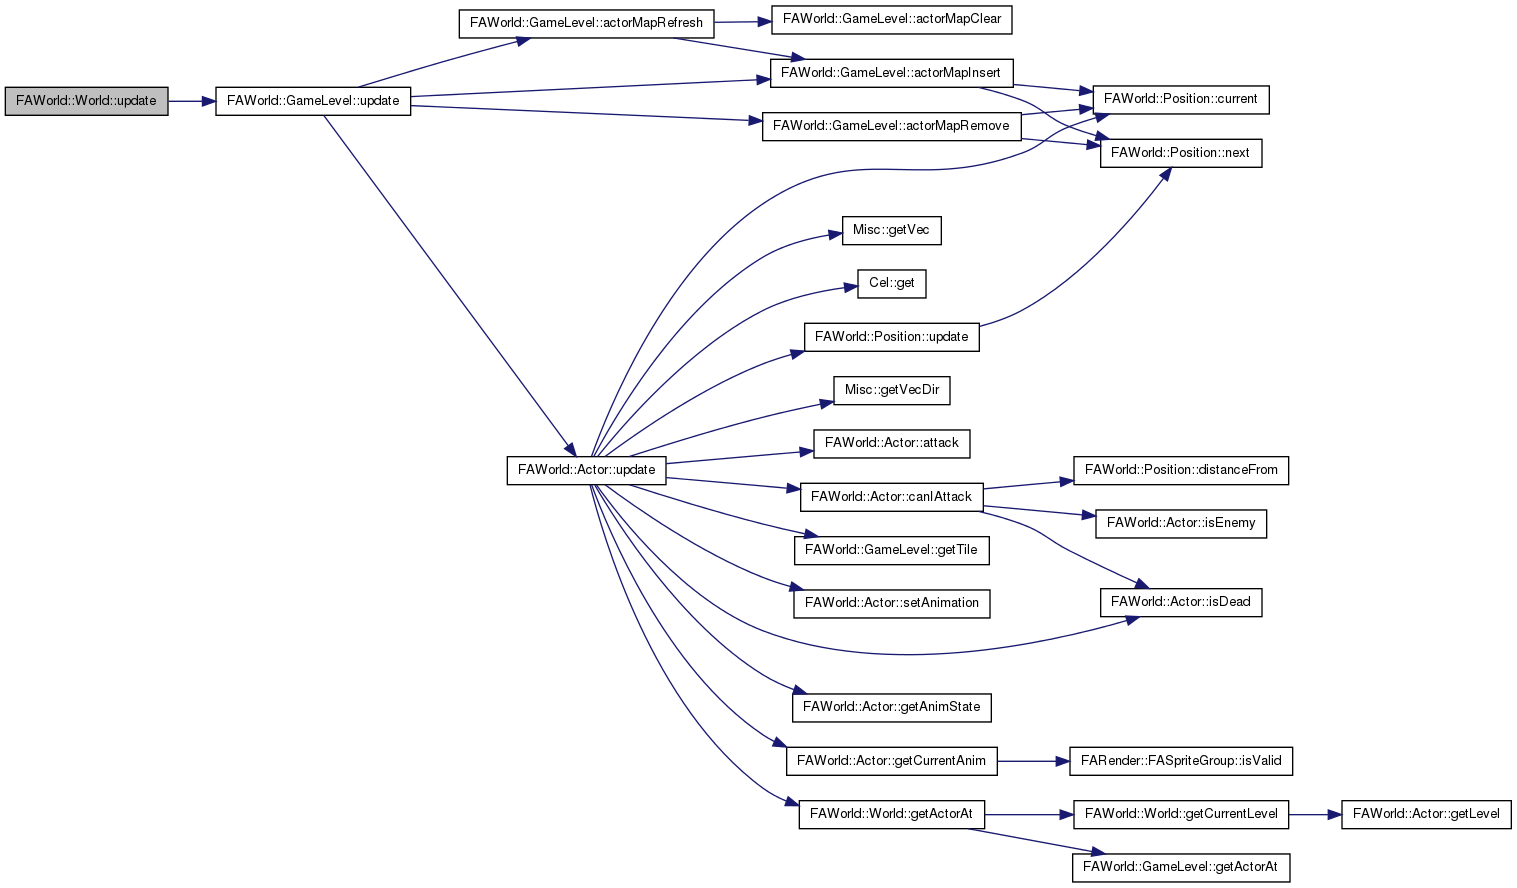 FAWorld::World::update
FAWorld::GameLevel::update
FAWorld::GameLevel::actorMapRefresh
FAWorld::GameLevel::actorMapClear
FAWorld::GameLevel::actorMapInsert
FAWorld::GameLevel::actorMapRemove
FAWorld::Position::current
FAWorld::Position::next
Misc::getVec
Cel::get
FAWorld::Position::update
Misc::getVecDir
FAWorld::Actor::attack
FAWorld::Actor::update
FAWorld::Actor::canIAttack
FAWorld::Position::distanceFrom
FAWorld::Actor::isEnemy
FAWorld::GameLevel::getTile
FAWorld::Actor::setAnimation
FAWorld::Actor::isDead
FAWorld::Actor::getAnimState
FAWorld::Actor::getCurrentAnim
FARender::FASpriteGroup::isValid
FAWorld::World::getActorAt
FAWorld::World::getCurrentLevel
FAWorld::Actor::getLevel
FAWorld::GameLevel::getActorAt